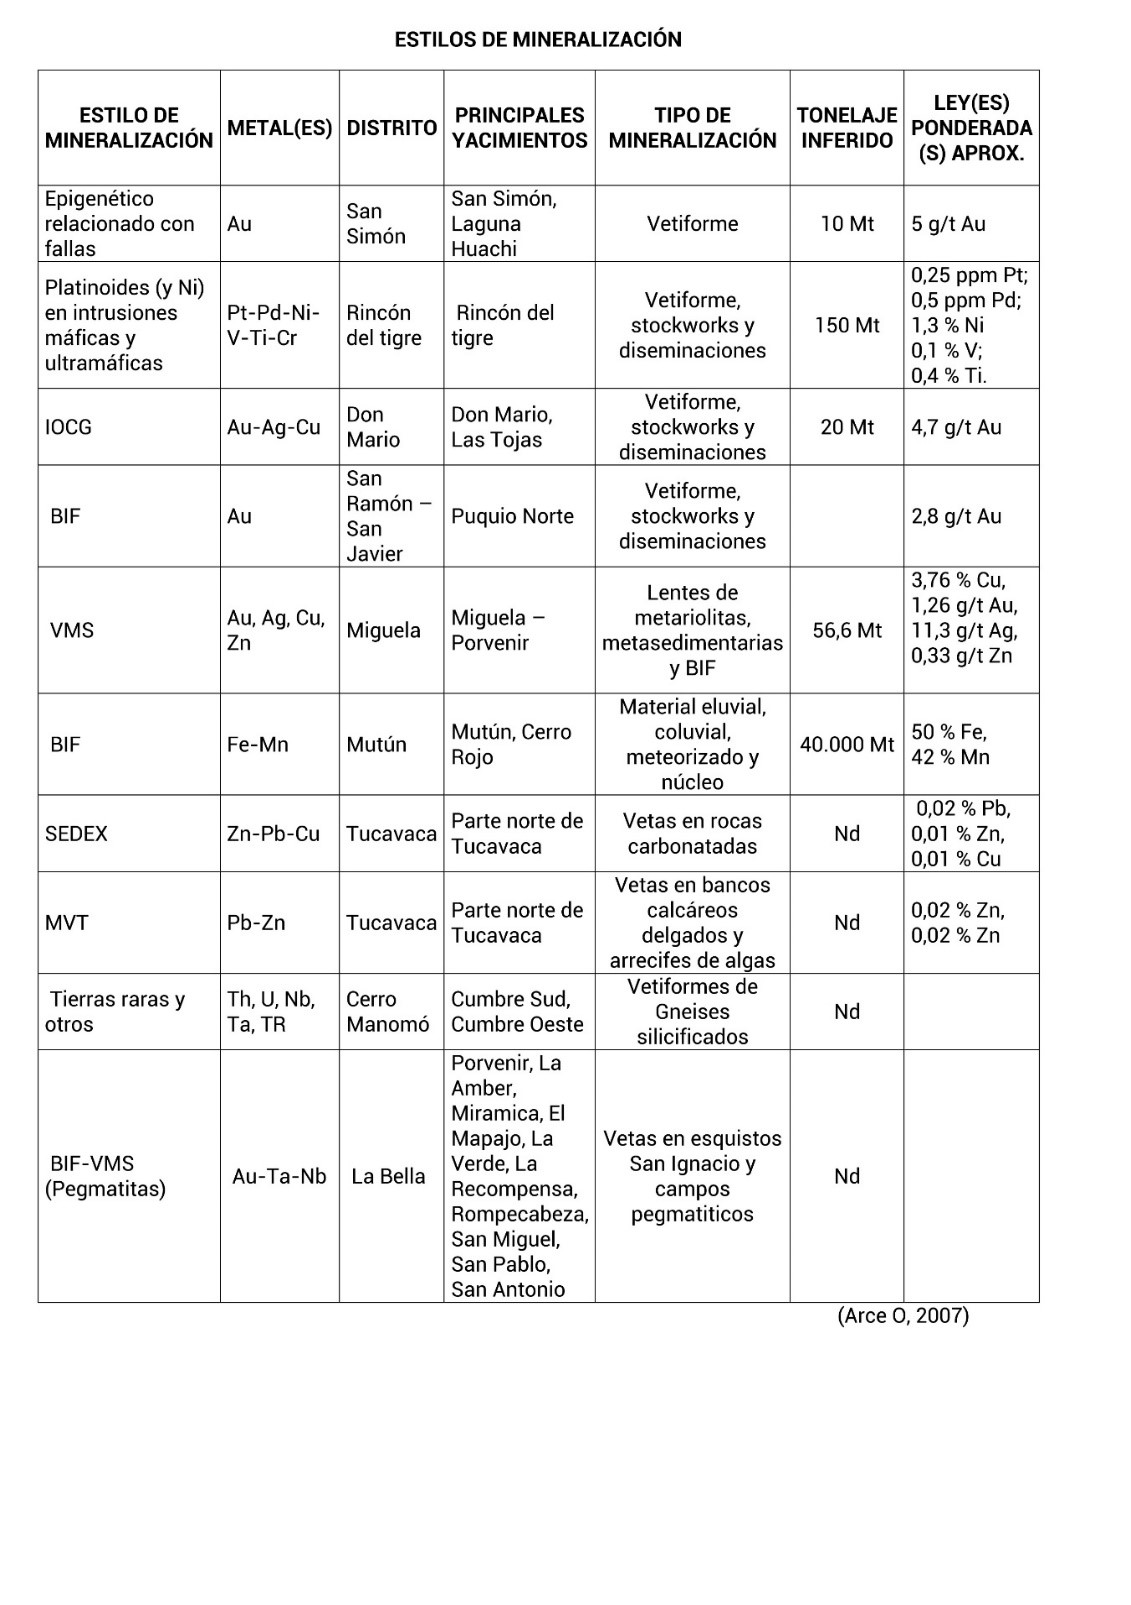 ESTILOS DE MINERALIZACIÓN
ESTILO DE
MINERALIZACIÓN
METAL(ES)
DISTRITO
PRINCIPALES
YACIMIENTOS
TIPO DE
MINERALIZACIÓN
TONELAJE
INFERIDO
LEY(ES)
PONDERADA
(S) APROX.
Epigenético
relacionado con
fallas
Au
San
Simón
San Simón,
Laguna
Huachi
Vetiforme
10 Mt
5 g/t Au
Platinoides (y Ni)
en intrusiones
máficas y
ultramáficas
Pt-Pd-Ni-
V-Ti-Cr
Rincón
del tigre
Rincón del
tigre
Vetiforme,
stockworks y
diseminaciones
150 Mt
0,25 ppm Pt;
0,5 ppm Pd;
1,3 % Ni
0,1 % V;
0,4 % Ti.
IOCG
Au-Ag-Cu
Don
Mario
Don Mario,
Las Tojas
Vetiforme,
stockworks y
diseminaciones
20 Mt
4,7 g/t Au
BIF
Au
San
Ramón –
San
Javier
Puquio Norte
Vetiforme,
stockworks y
diseminaciones
2,8 g/t Au
VMS
Au, Ag, Cu,
Zn
Miguela
Miguela –
Porvenir
Lentes de
metariolitas,
metasedimentarias
y BIF
56,6 Mt
3,76 % Cu,
1,26 g/t Au,
11,3 g/t Ag,
0,33 g/t Zn
BIF
Fe-Mn
Mutún
Mutún, Cerro
Rojo
Material eluvial,
coluvial,
meteorizado y
núcleo
40.000 Mt
50 % Fe,
42 % Mn
SEDEX
Zn-Pb-Cu
Tucavaca
Parte norte de
Tucavaca
Vetas en rocas
carbonatadas
Nd
0,02 % Pb,
0,01 % Zn,
0,01 % Cu
MVT
Pb-Zn
Tucavaca
Parte norte de
Tucavaca
Vetas en bancos
calcáreos
delgados y
arrecifes de algas
Nd
0,02 % Zn,
0,02 % Zn
Tierras raras y
otros
Th, U, Nb,
Ta, TR
Cerro
Manomó
Cumbre Sud,
Cumbre Oeste
Vetiformes de
Gneises
silicificados
Nd
BIF-VMS
(Pegmatitas)
Au-Ta-Nb
La Bella
Porvenir, La
Amber,
Miramica, El
Mapajo, La
Verde, La
Recompensa,
Rompecabeza,
San Miguel,
San Pablo,
San Antonio
Vetas en esquistos
San Ignacio y
campos
pegmatiticos
Nd
(Arce O, 2007)